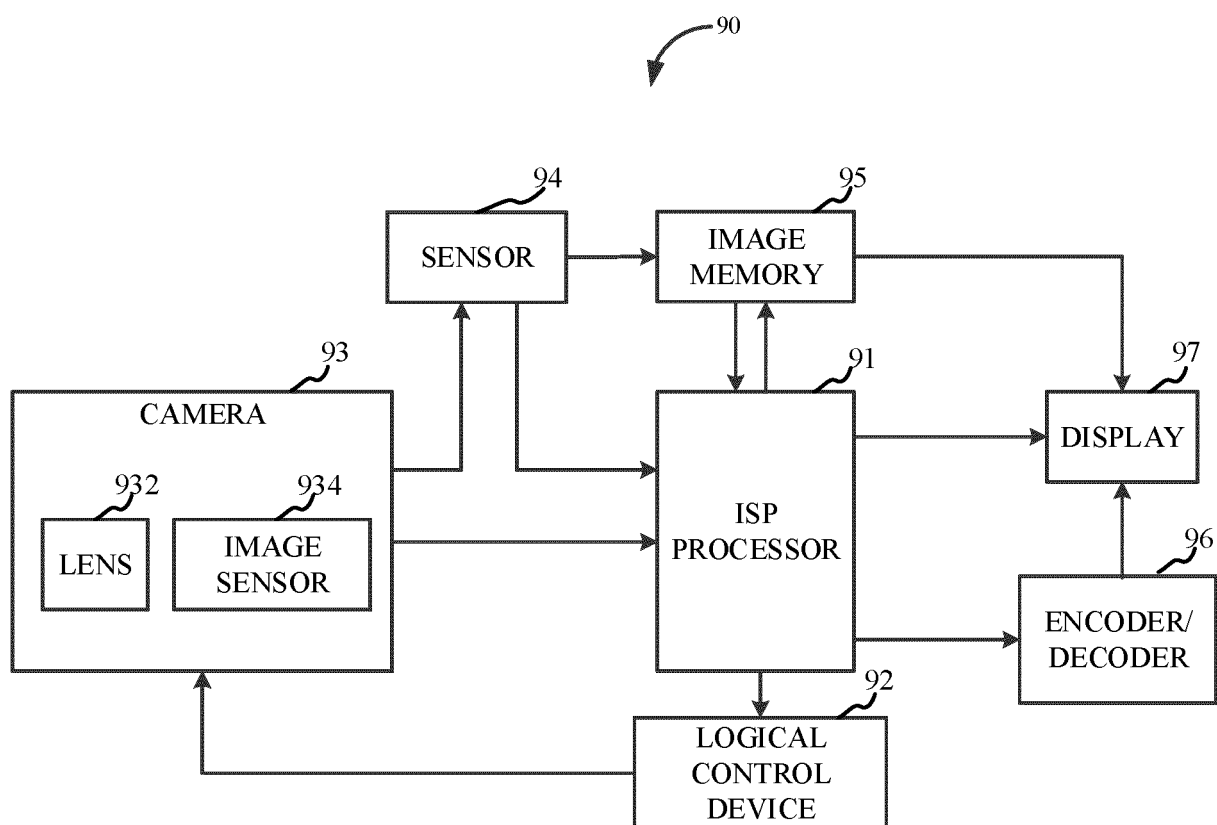 90
94
SENSOR
95
IMAGE
MEMORY
93
CAMERA
932
LENS
934
IMAGE
SENSOR
91
ISP
PROCESSOR
97
DISPLAY
96
ENCODER/
DECODER
92
LOGICAL
CONTROL
DEVICE